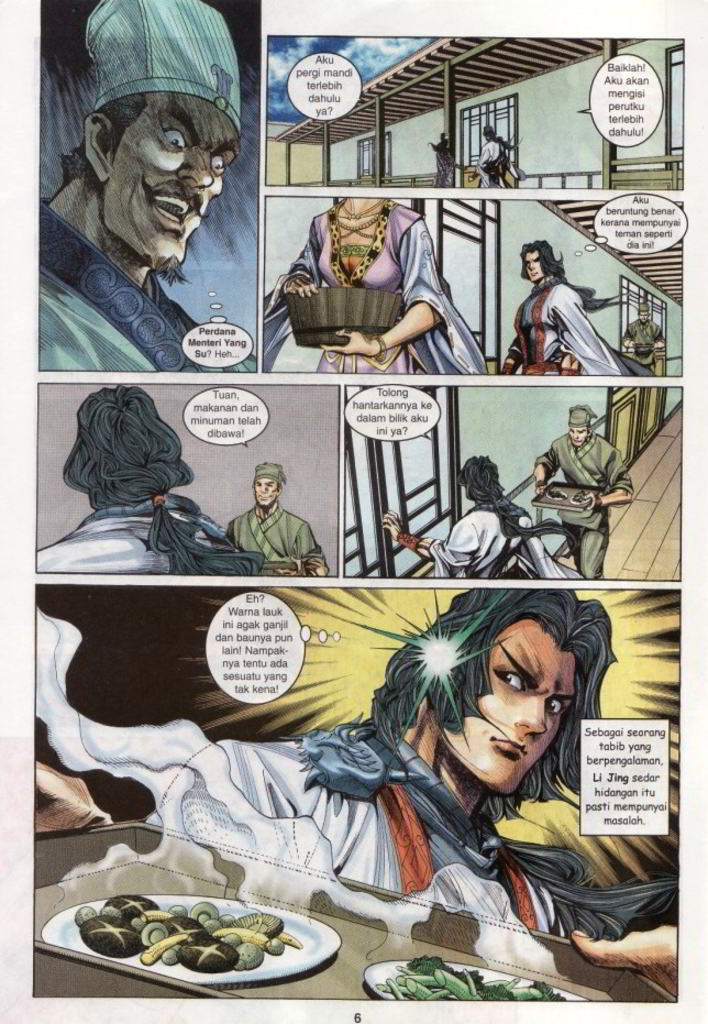 Perdana
Menteri Yang
Su? Heh...
Aku
pergi mandi
terlebih
dahulu
ya?
Baiklah!
Aku akan
mengisi
perutku
terlebih
dahulu!
Aku
beruntung benar
kerana mempunyai
teman seperti
dia ini!
Tuan,
makanan dan
minuman telah
dibawa!
Tolong
hantarkannya ke
dalam bilik aku
ini ya?
Eh?
Warna lauk
ini agak ganjil
dan baunya pun
lain! Nampak-
nya tentu ada
sesuatu yang
tak kena!
Sebagai seorang
tabib yang
berpengalaman,
Li Jing sedar
hidangan itu
pasti mempunyai
masalah.
6